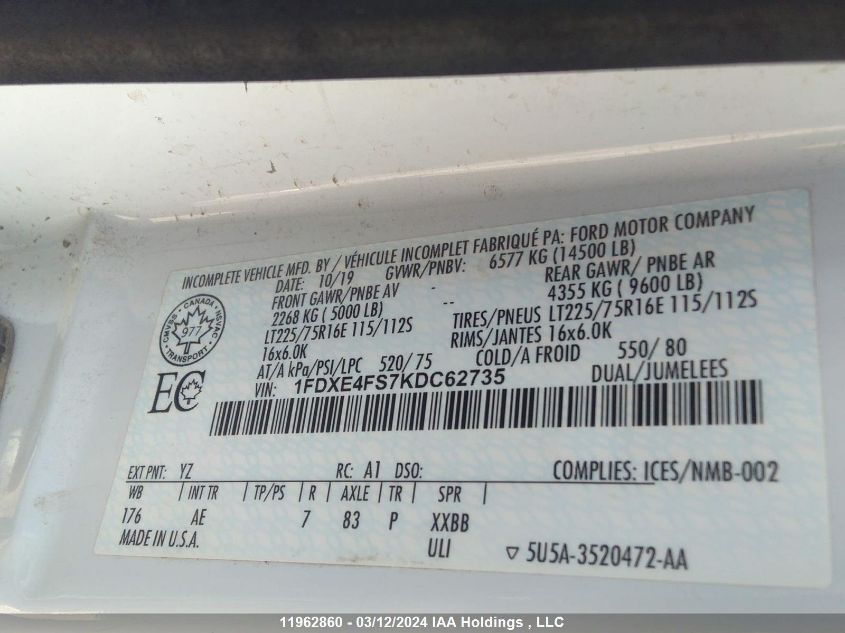 INCOMPLETE VEHICLE MFD. BY / VÉHICULE INCOMPLET FABRIQUÉ PA: FORD MOTOR COMPANY
DATE: 10/19 GVWR/PNBV: 6577 KG (14500 LB)
FRONT GAWR/PNBE AV - REAR GAWR/ PNBE AR
2268 KG ( 5000 LB) -- 4355 KG ( 9600 LB)
LT225/75R16E 115/112S TIRES/PNEUS LT225/75R16E 115/112S
16x6.0K RIMS/JANTES 16x6.0K
AT/A kPa/PSI/LPC 520/ 75 COLD/A FROID 550/ 80
VIN: 1FDXE4FS7KDC62735 DUAL/JUMELEES
CMVSS CANADA NSVAC
977
TRANSPORT
EC
EXT PNT: YZ RC: A1 DSO: COMPLIES: ICES/NMB-002
WB INT TR TP/PS R AXLE TR SPR
176 AE 7 83 P XXBB
MADE IN U.S.A. ULI ▽ 5U5A-3520472-AA
11962860 - 03/12/2024 IAA Holdings , LLC